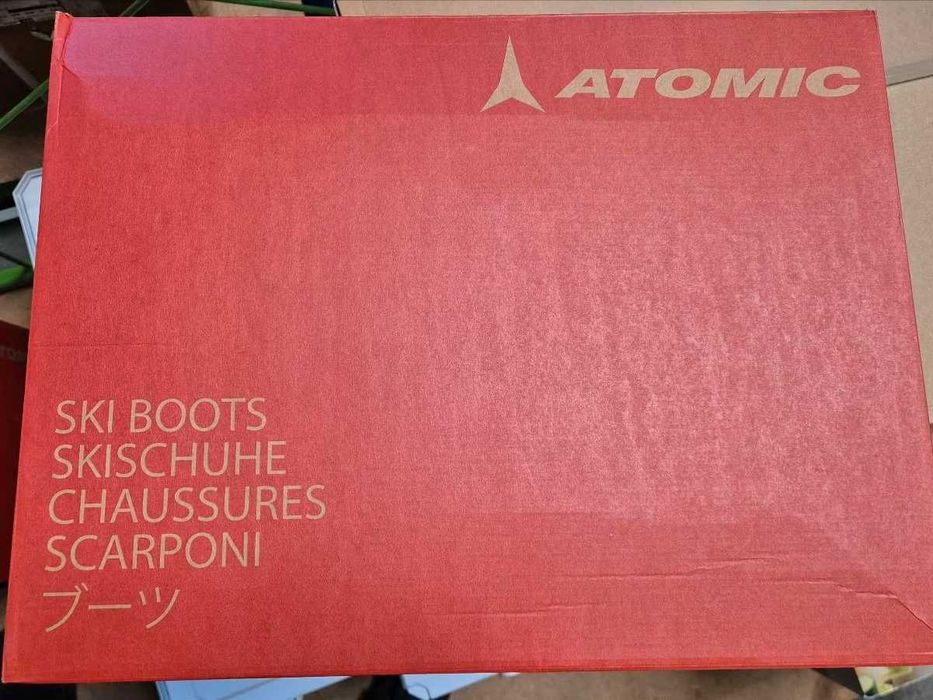 ATOMIC
SKI BOOTS
SKISCHUHE
CHAUSSURES
SCARPONI
ブーツ